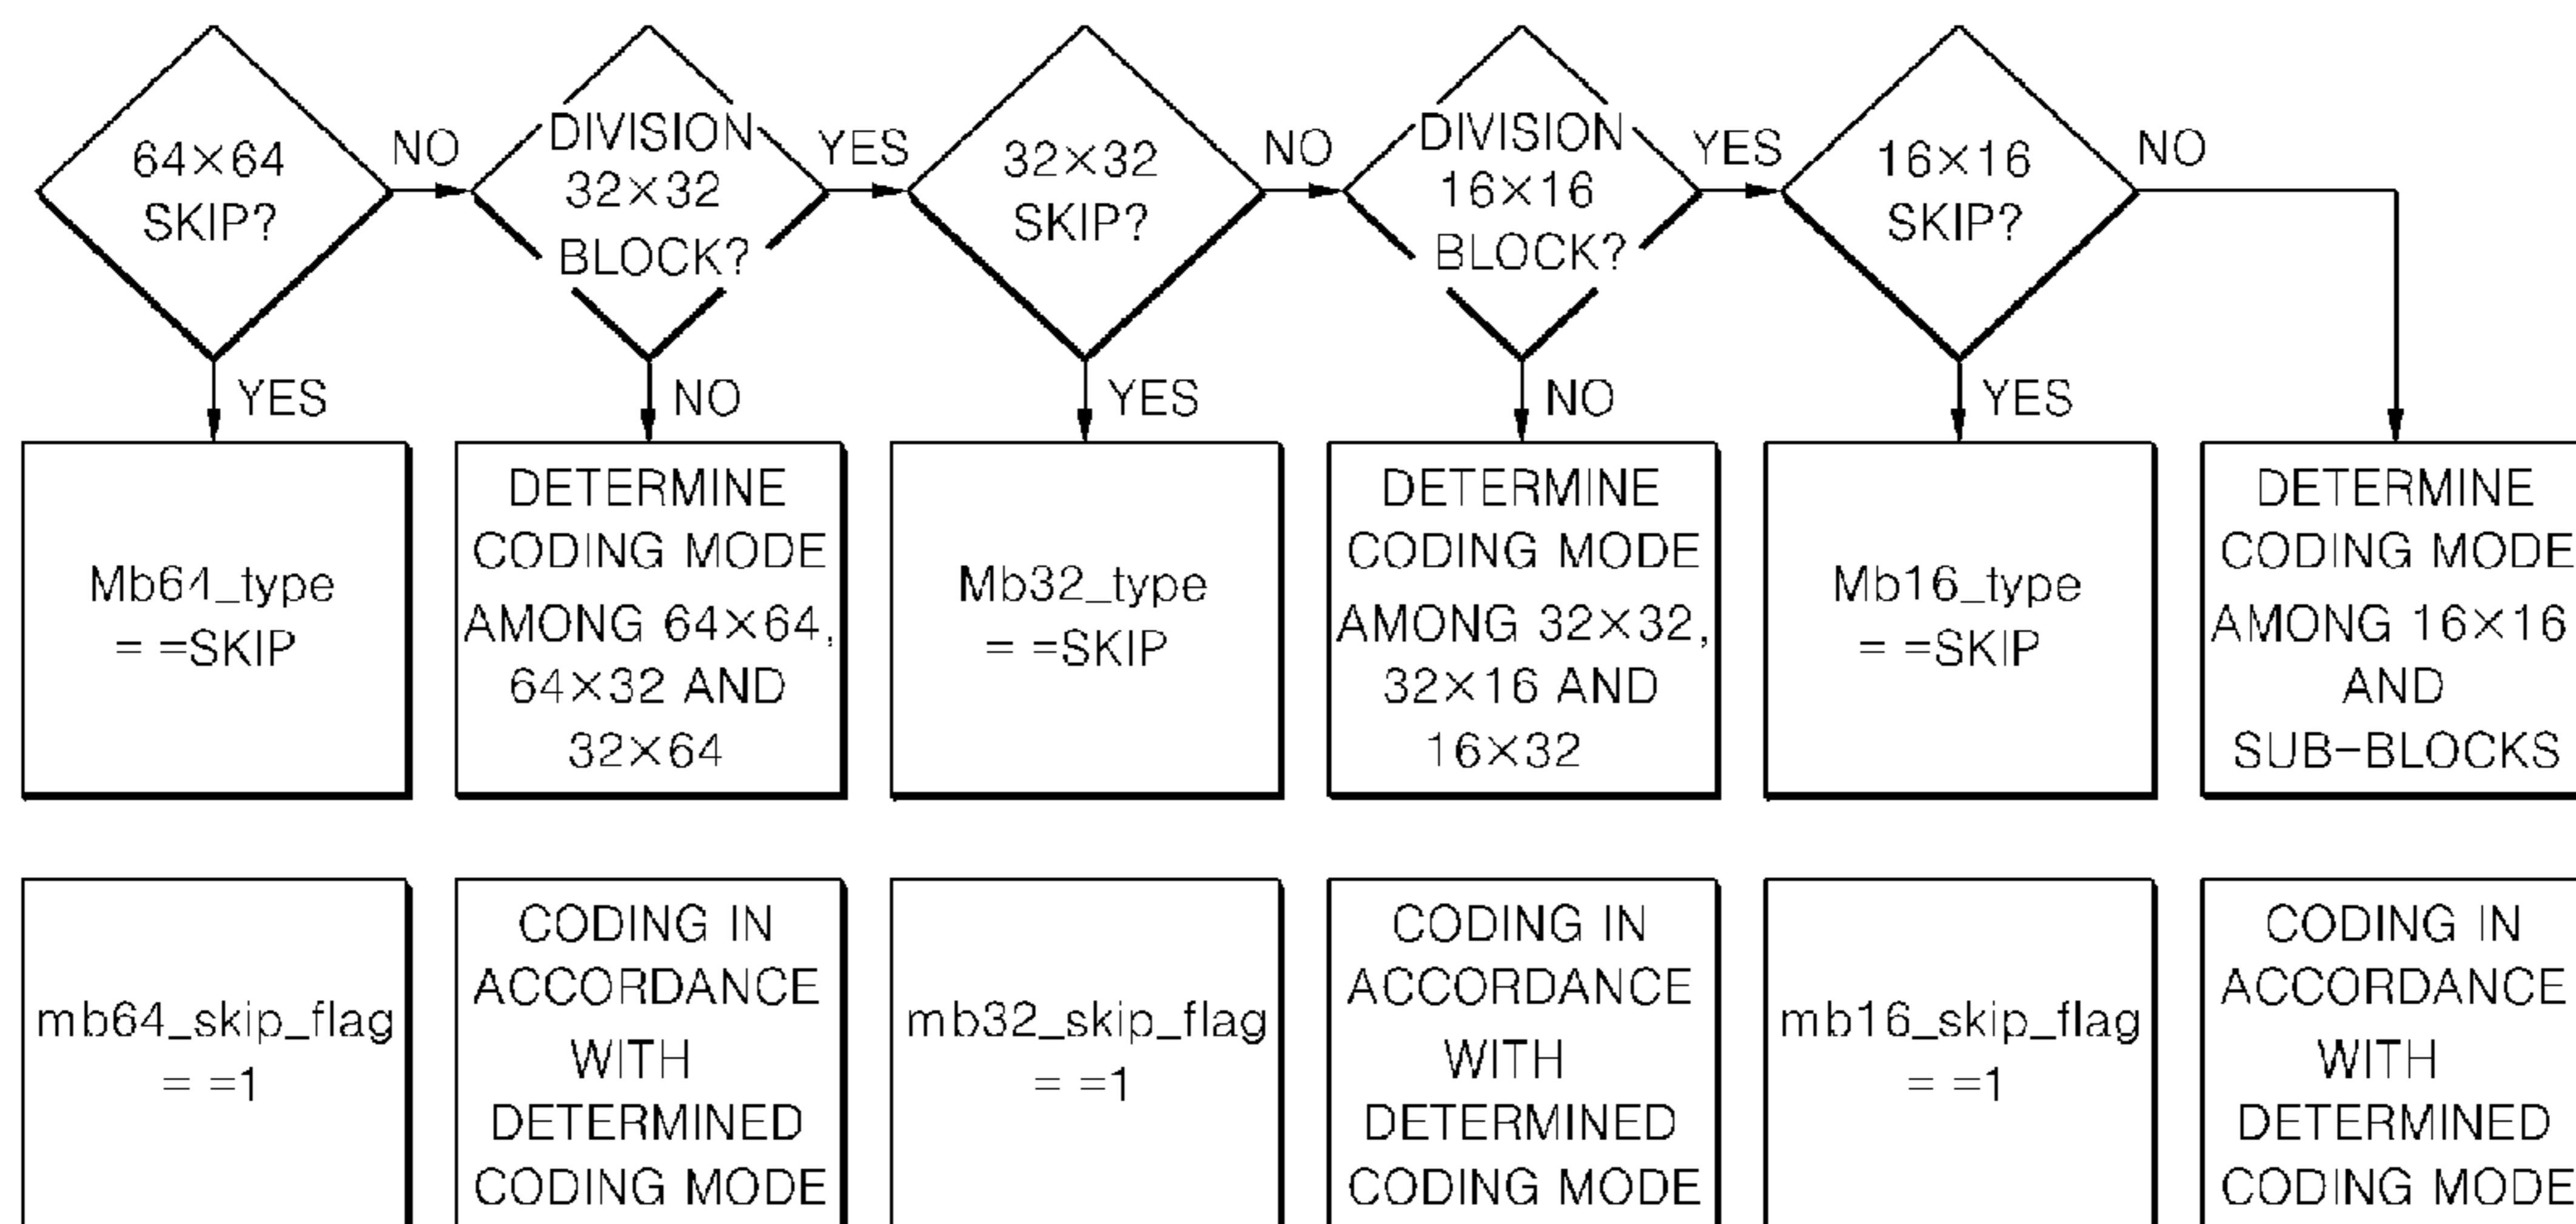 64×64
SKIP?
NO
DIVISION
32×32
BLOCK?
YES
32×32
SKIP?
NO
DIVISION
16×16
BLOCK?
YES
16×16
SKIP?
NO
YES
NO
YES
NO
YES
Mb64_type
= =SKIP
DETERMINE
CODING MODE
AMONG 64×64,
64×32 AND
32×64
Mb32_type
= =SKIP
DETERMINE
CODING MODE
AMONG 32×32,
32×16 AND
16×32
Mb16_type
= =SKIP
DETERMINE
CODING MODE
AMONG 16×16
AND
SUB-BLOCKS
mb64_skip_flag
= =1
CODING IN
ACCORDANCE
WITH
DETERMINED
CODING MODE
mb32_skip_flag
= =1
CODING IN
ACCORDANCE
WITH
DETERMINED
CODING MODE
mb16_skip_flag
= =1
CODING IN
ACCORDANCE
WITH
DETERMINED
CODING MODE